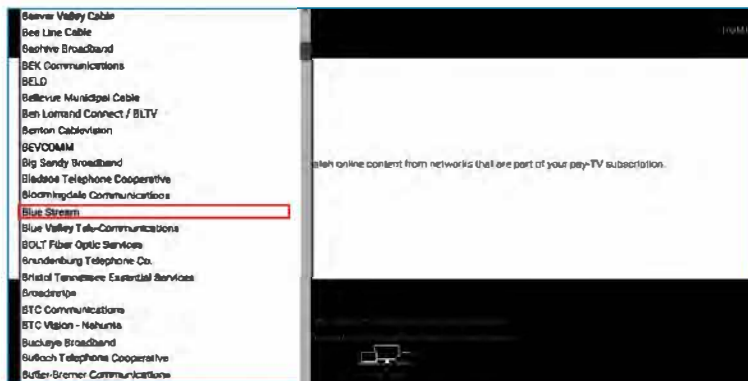 Beaver Valley Cable
Bee Line Cable
Beehive Broadband
BEK Communications
BELD
Bellevue Municipal Cable
Ben Lomand Connect / BLTV
Benton Cablevision
BEVCOMM
Big Sandy Broadband
atch online content from networks that are part of your pay-TV subscription.
Bledsoe Telephone Cooperative
Bloomingdale Communications
Blue Stream
Blue Valley Tele-Communications
BOLT Fiber Optic Services
Brandenburg Telephone Co.
Bristol Tennessee Essential Services
Broadstripe
BTC Communications
BTC Vision - Nahunta
Buckeye Broadband
Bulloch Telephone Cooperative
Butler-Bremer Communications